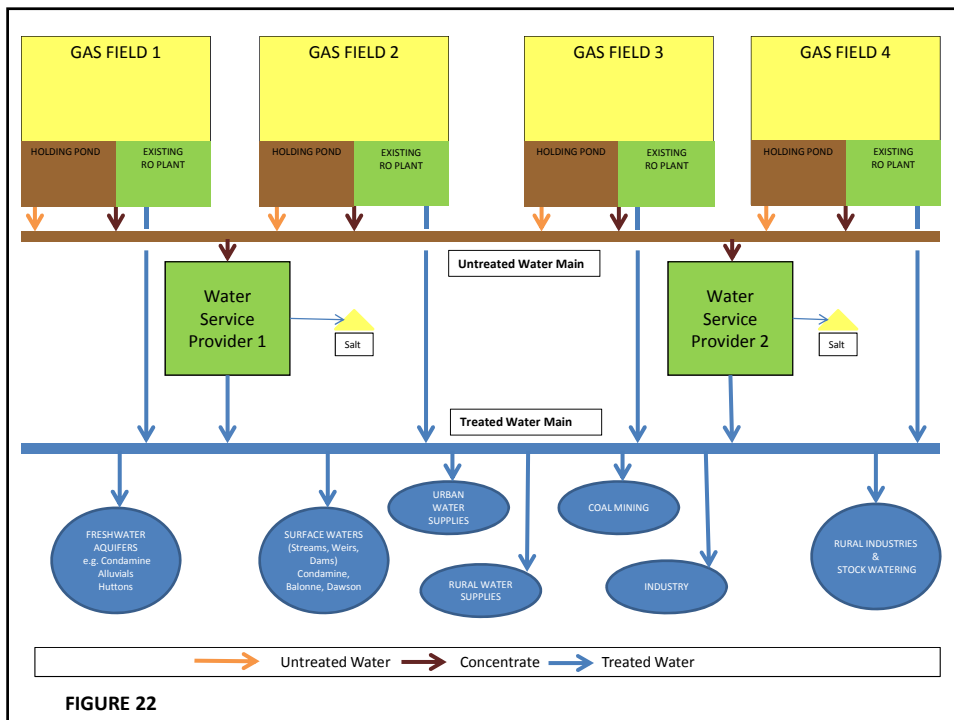 GAS FIELD 1
GAS FIELD 2
GAS FIELD 3
GAS FIELD 4
HOLDING POND
EXISTING
RO PLANT
HOLDING POND
EXISTING
RO PLANT
HOLDING POND
EXISTING
RO PLANT
HOLDING POND
EXISTING
RO PLANT
Untreated Water Main
Water
Service
Provider 1
Salt
Water
Service
Provider 2
Salt
Treated Water Main
FRESHWATER
AQUIFERS
e.g. Condamine
Alluvials
Huttons
SURFACE WATERS
(Streams, Weirs,
Dams)
Condamine,
Balonne, Dawson
URBAN
WATER
SUPPLIES
RURAL WATER
SUPPLIES
COAL MINING
INDUSTRY
RURAL INDUSTRIES
&
STOCK WATERING
Untreated Water
Concentrate
Treated Water
FIGURE 22